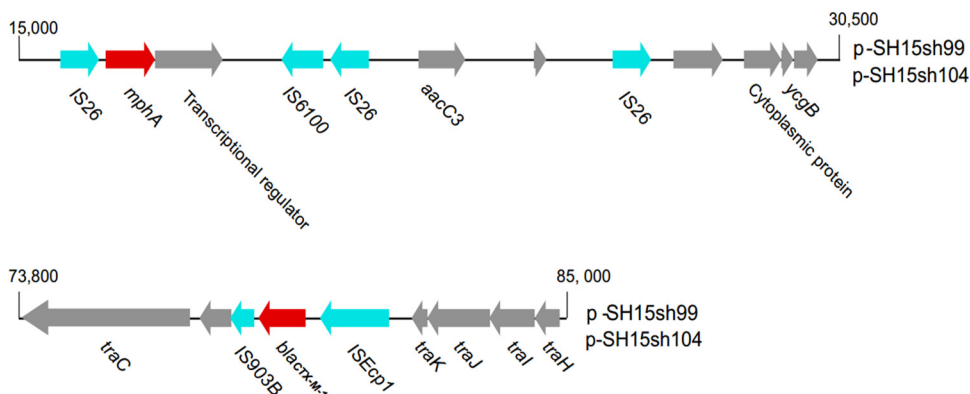 15,000
30,500
p-SH15sh99
p-SH15sh104
IS26
mphA
Transcriptional regulator
IS6100
IS26
aacC3
IS26
Cytoplasmic protein
ycgB
73,800
85, 000
p-SH15sh99
p-SH15sh104
traC
IS903B
ISEcp1
traK
traJ
traI
traH